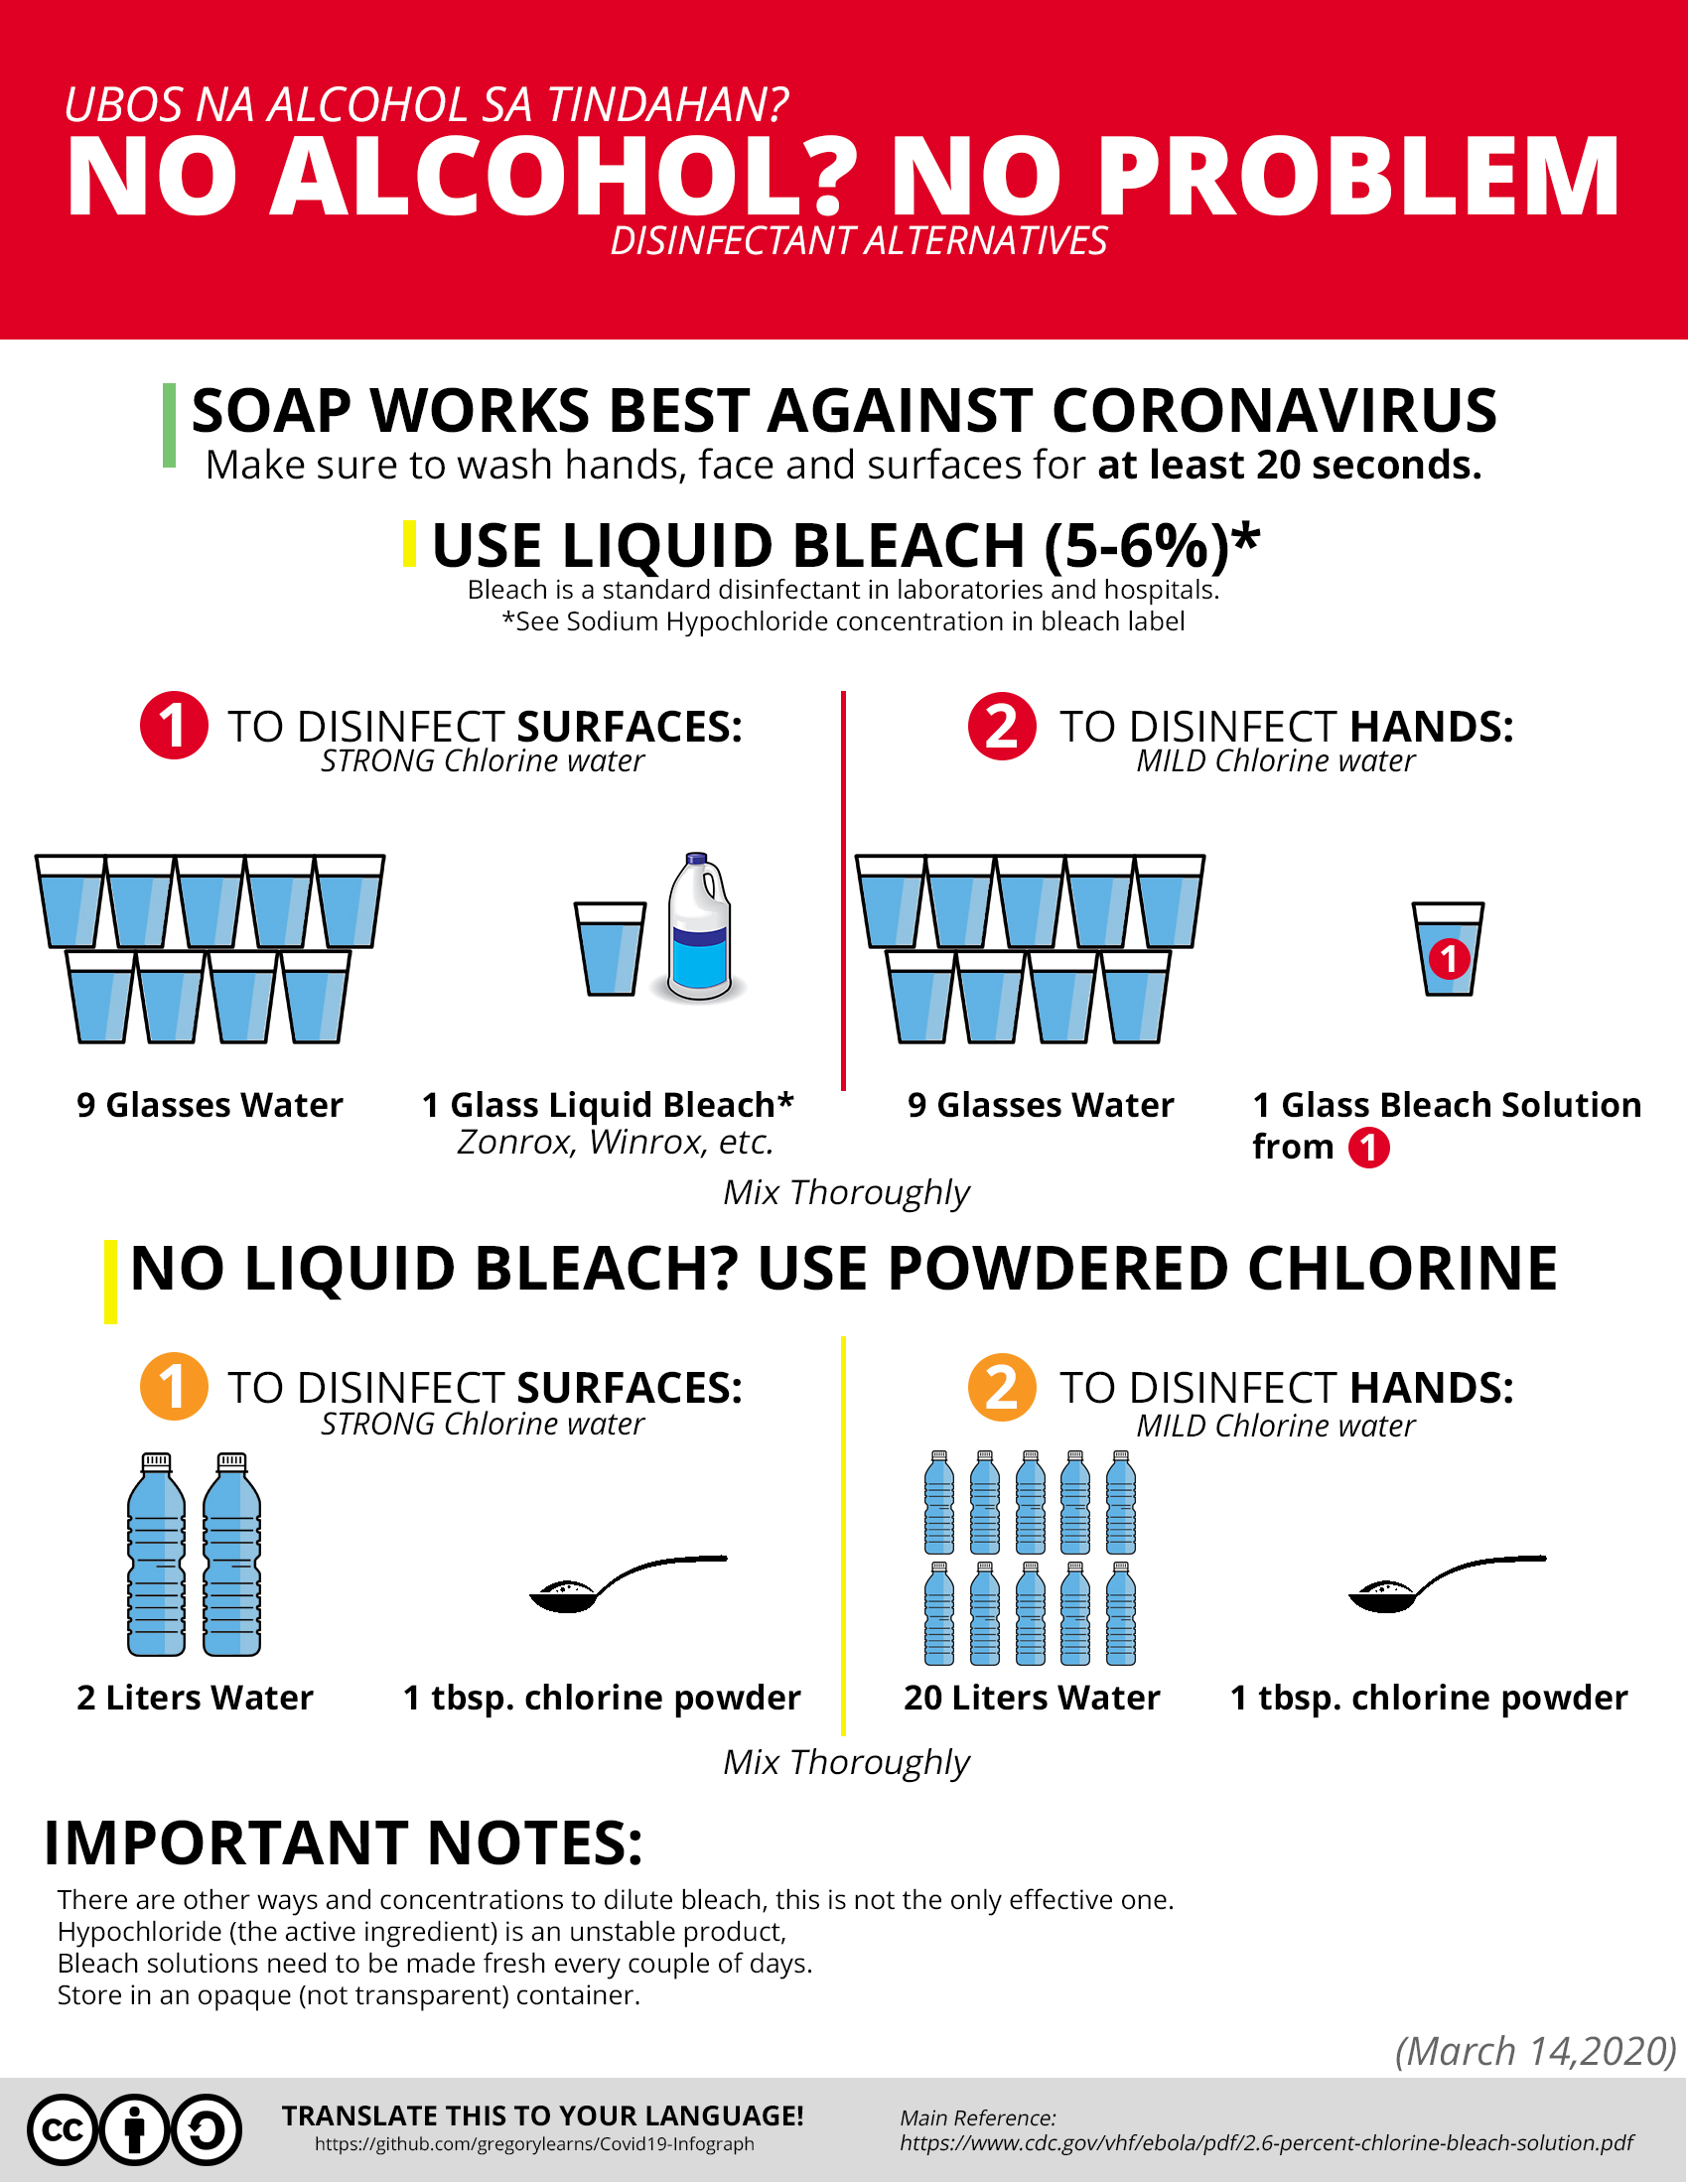 UBOS NA ALCOHOL SA TINDAHAN?
NO ALCOHOL? NO PROBLEM
DISINFECTANT ALTERNATIVES
SOAP WORKS BEST AGAINST CORONAVIRUS
Make sure to wash hands, face and surfaces for at least 20 seconds.
USE LIQUID BLEACH (5-6%)*
Bleach is a standard disinfectant in laboratories and hospitals.
*See Sodium Hypochloride concentration in bleach label
1 TO DISINFECT SURFACES:
STRONG Chlorine water
9 Glasses Water
1 Glass Liquid Bleach*
Zonrox, Winrox, etc.
2 TO DISINFECT HANDS:
MILD Chlorine water
1
9 Glasses Water
1 Glass Bleach Solution
from 1
Mix Thoroughly
NO LIQUID BLEACH? USE POWDERED CHLORINE
1 TO DISINFECT SURFACES:
STRONG Chlorine water
2 Liters Water
1 tbsp. chlorine powder
2 TO DISINFECT HANDS:
MILD Chlorine water
20 Liters Water
1 tbsp. chlorine powder
Mix Thoroughly
IMPORTANT NOTES:
There are other ways and concentrations to dilute bleach, this is not the only effective one.
Hypochloride (the active ingredient) is an unstable product,
Bleach solutions need to be made fresh every couple of days.
Store in an opaque (not transparent) container.
(March 14,2020)
cc
TRANSLATE THIS TO YOUR LANGUAGE!
https://github.com/gregorylearns/Covid19-Infograph
Main Reference:
https://www.cdc.gov/vhf/ebola/pdf/2.6-percent-chlorine-bleach-solution.pdf